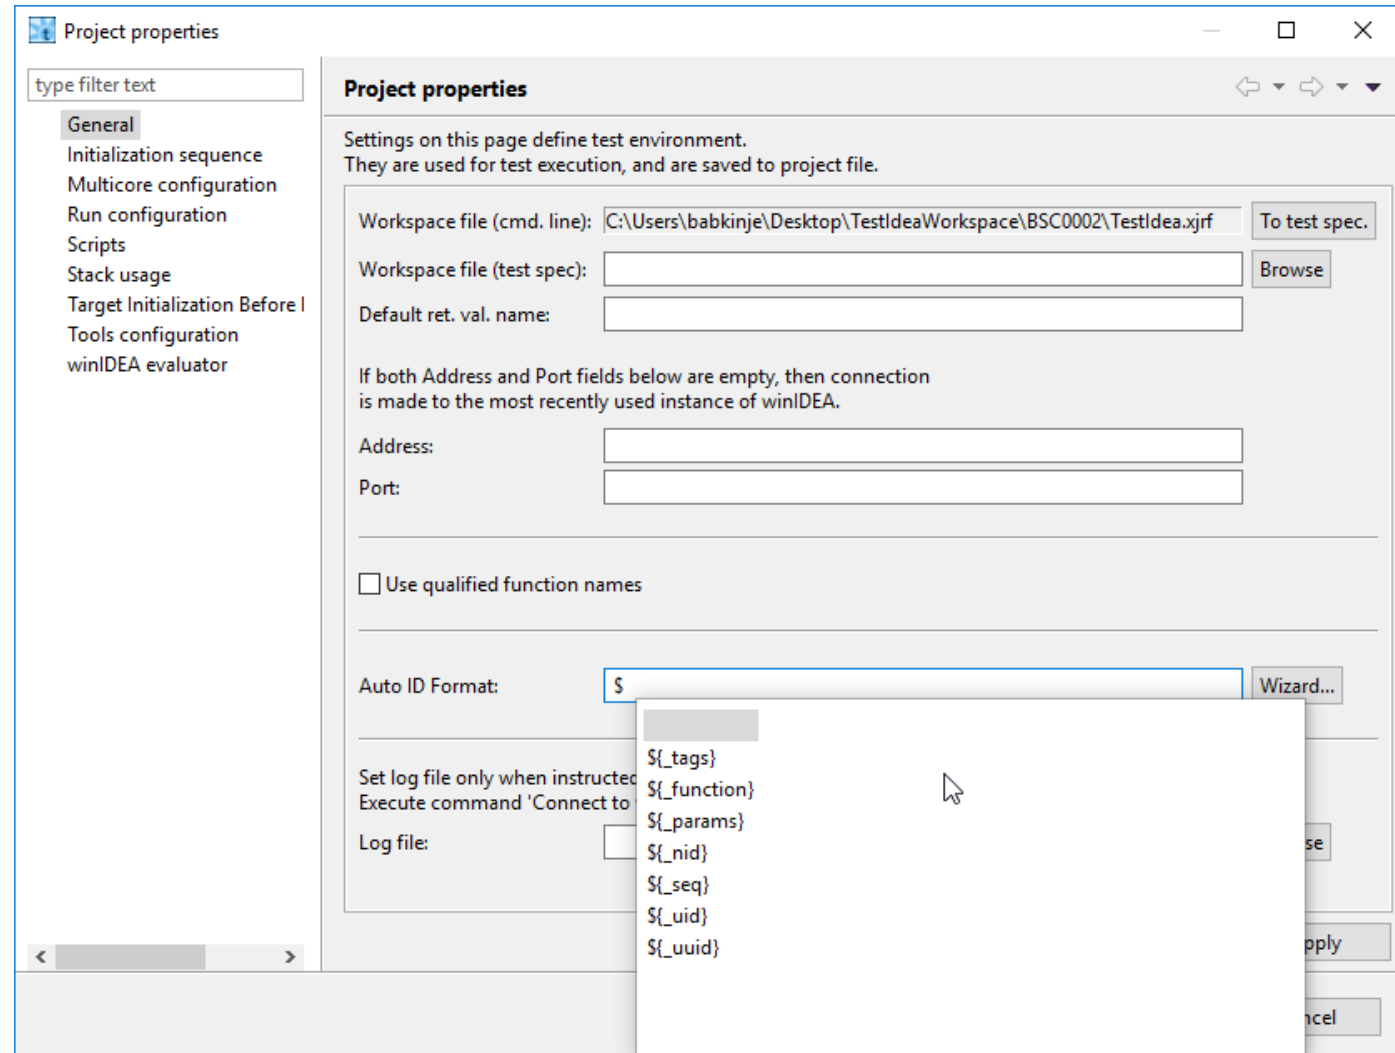 Project properties
type filter text
General
Initialization sequence
Multicore configuration
Run configuration
Scripts
Stack usage
Target Initialization Before
Tools configuration
winIDEA evaluator
Project properties
Settings on this page define test environment.
They are used for test execution, and are saved to project file.
Workspace file (cmd. line): C:\Users\babkinje\Desktop\TestIdeaWorkspace\BSC0002\TestIdea.xjrf To test spec.
Workspace file (test spec): Browse
Default ret. val. name:
If both Address and Port fields below are empty, then connection
is made to the most recently used instance of winIDEA.
Address:
Port:
Use qualified function names
Auto ID Format: $ Wizard...
${_tags}
${_function}
${_params}
${_nid}
${_seq}
${_uid}
${_uuid}
Set log file only when instructed
Execute command 'Connect to
Log file: se
pply
ncel